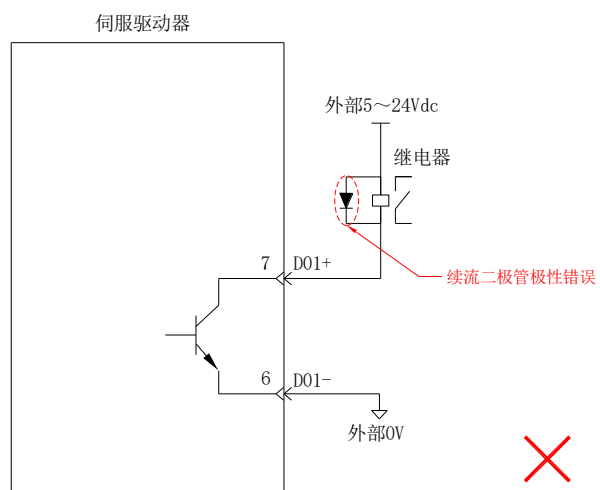 伺服驱动器
外部5～24Vdc
继电器
7 DO1+
续流二极管极性错误
6 DO1-
外部0V